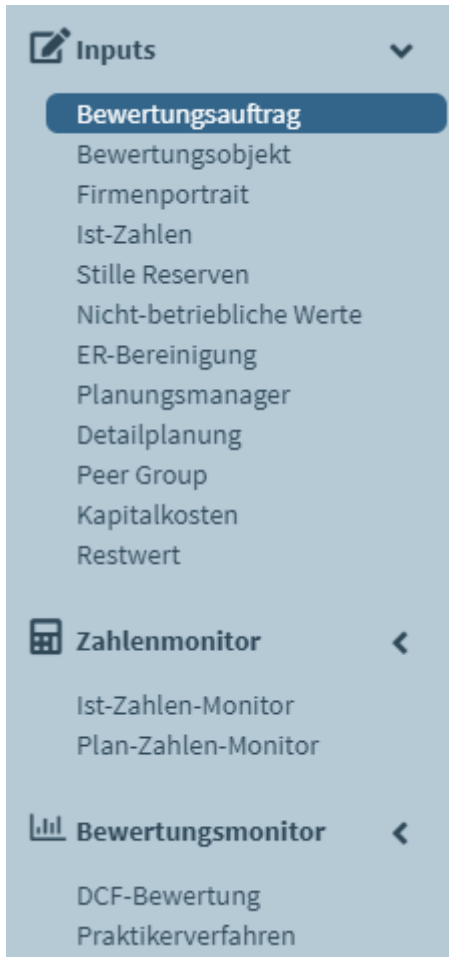 Inputs
Bewertungsauftrag
Bewertungsobjekt
Firmenportrait
Ist-Zahlen
Stille Reserven
Nicht-betriebliche Werte
ER-Bereinigung
Planungsmanager
Detailplanung
Peer Group
Kapitalkosten
Restwert
Zahlenmonitor
Ist-Zahlen-Monitor
Plan-Zahlen-Monitor
Bewertungsmonitor
DCF-Bewertung
Praktikerverfahren